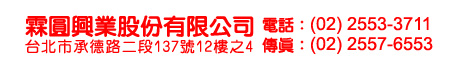 霖圓興業股份有限公司 電話：(02) 2553-3711
台北市承德路二段137號12樓之4 傳眞：(02) 2557-6553